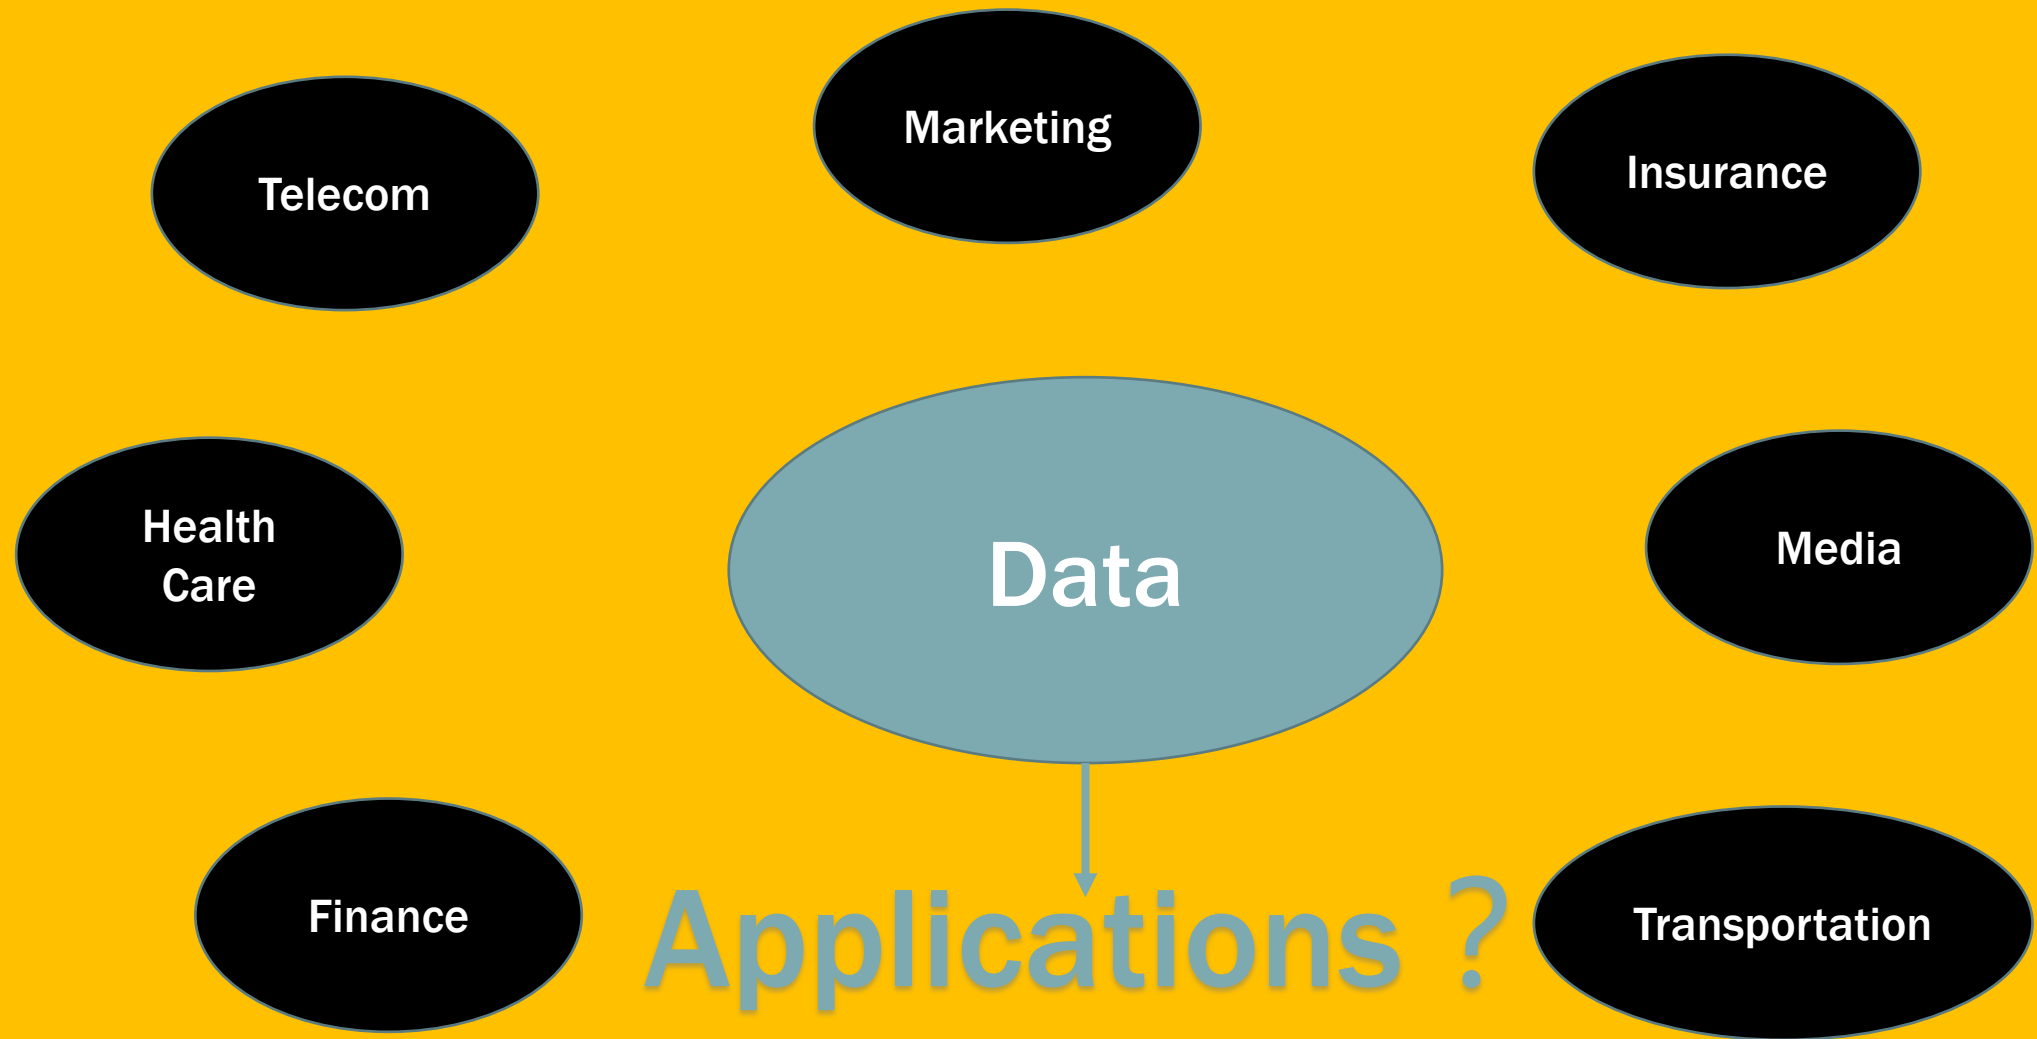 Marketing
Insurance
Telecom
Health
Care
Data
Media
Finance
Applications ?
Transportation